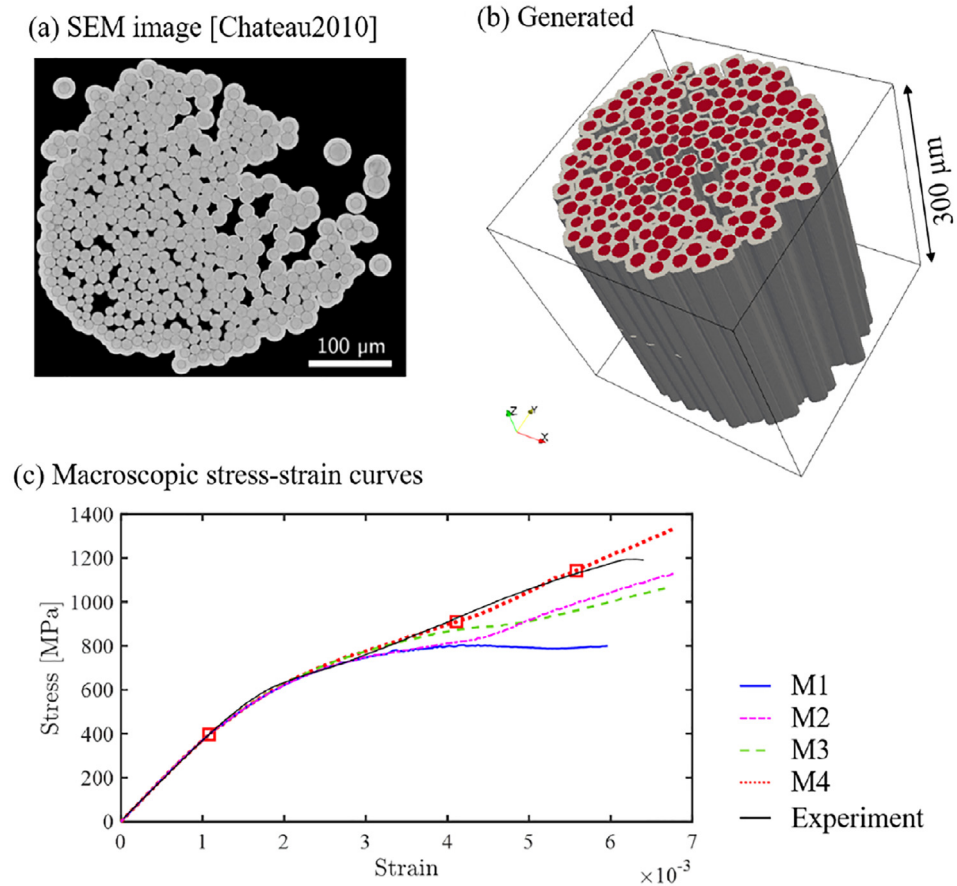 (a) SEM image [Chateau2010]
100 μm
(b) Generated
300 μm
Z
Y
X
(c) Macroscopic stress-strain curves
1400
1200
1000
800
600
400
200
0
Stress [MPa]
0 1 2 3 4 5 6 7
Strain
×10⁻³
M1
M2
M3
M4
Experiment